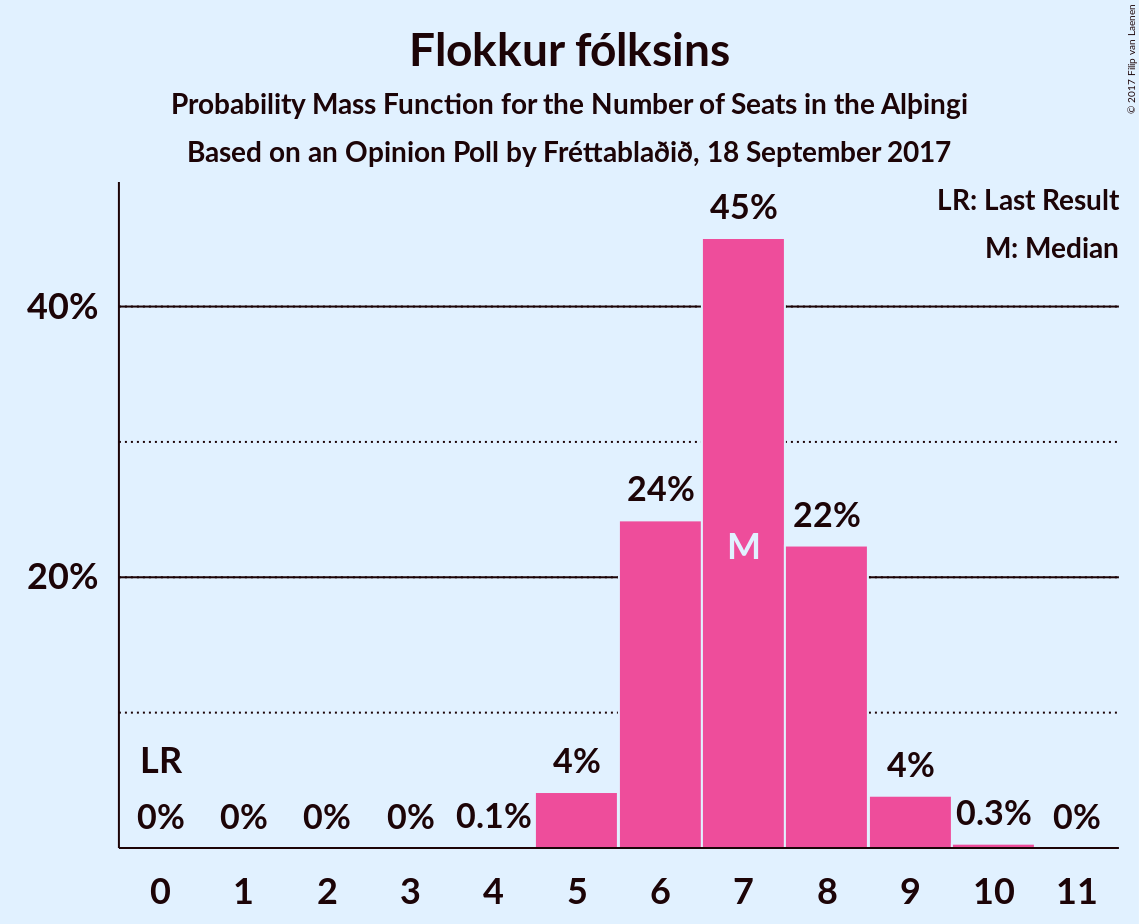 Flokkur fólksins
Probability Mass Function for the Number of Seats in the Alþingi
Based on an Opinion Poll by Fréttablaðið, 18 September 2017
© 2017 Filip van Laenen
LR: Last Result
M: Median
45%
40%
24%
22%
M
20%
LR
4%
4%
0% 0% 0% 0% 0.1% 0.3% 0%
0 1 2 3 4 5 6 7 8 9 10 11